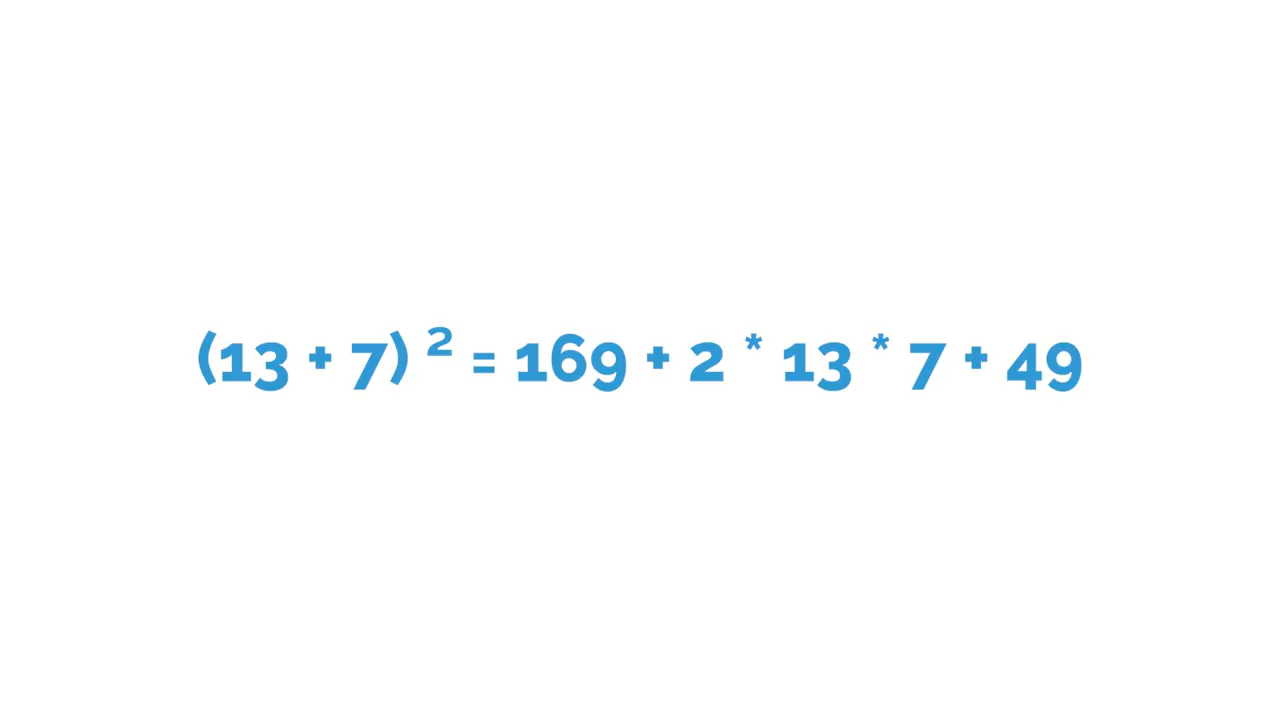 (13 + 7) ² = 169 + 2 * 13 * 7 + 49